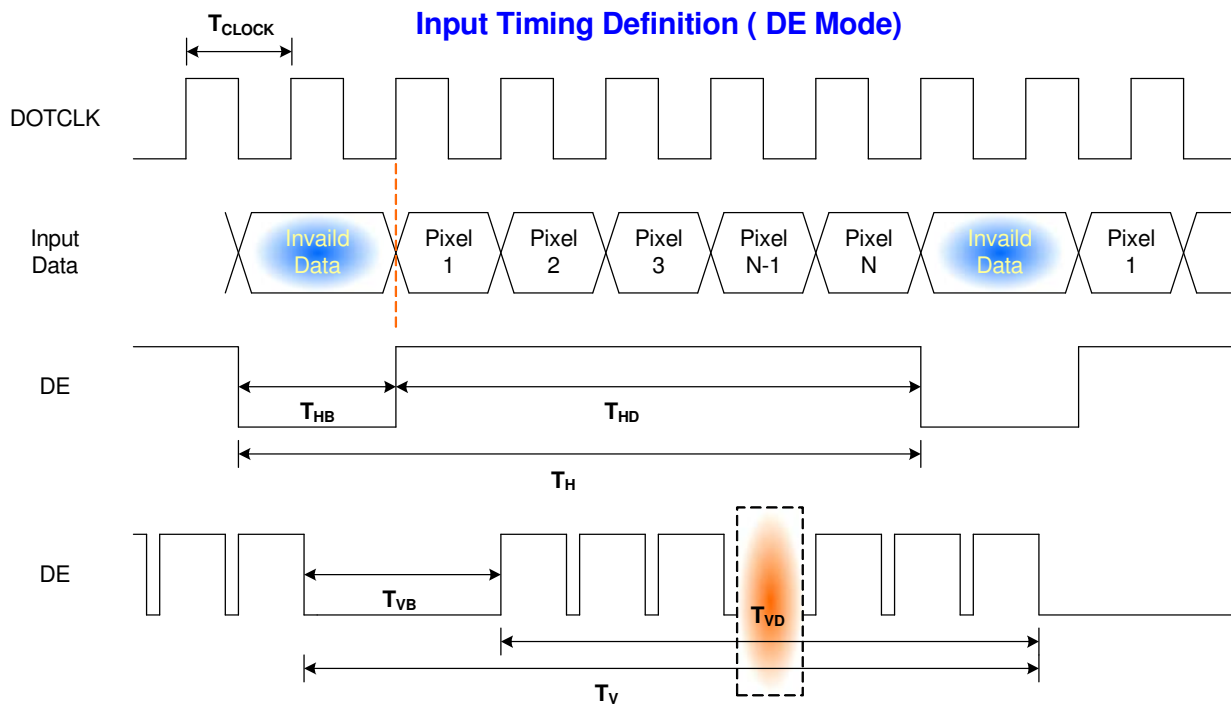 Input Timing Definition ( DE Mode)
TCLOCK
DOTCLK
Input
Data
Invaild
Data
Pixel
1
Pixel
2
Pixel
3
Pixel
N-1
Pixel
N
Invaild
Data
Pixel
1
DE
THB
THD
TH
DE
TVB
TVD
TV